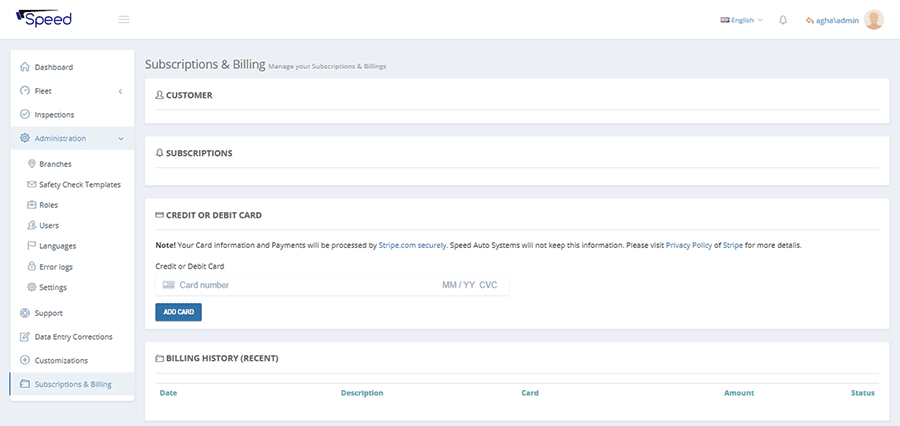 Speed
English
agha\admin
Dashboard
Fleet
Inspections
Administration
Branches
Safety Check Templates
Roles
Users
Languages
Error logs
Settings
Support
Data Entry Corrections
Customizations
Subscriptions & Billing
Subscriptions & Billing Manage your Subscriptions & Billings
CUSTOMER
SUBSCRIPTIONS
CREDIT OR DEBIT CARD
Note! Your Card information and Payments will be processed by Stripe.com securely. Speed Auto Systems will not keep this information. Please visit Privacy Policy of Stripe for more details.
Credit or Debit Card
Card number MM / YY CVC
ADD CARD
BILLING HISTORY (RECENT)
Date Description Card Amount Status